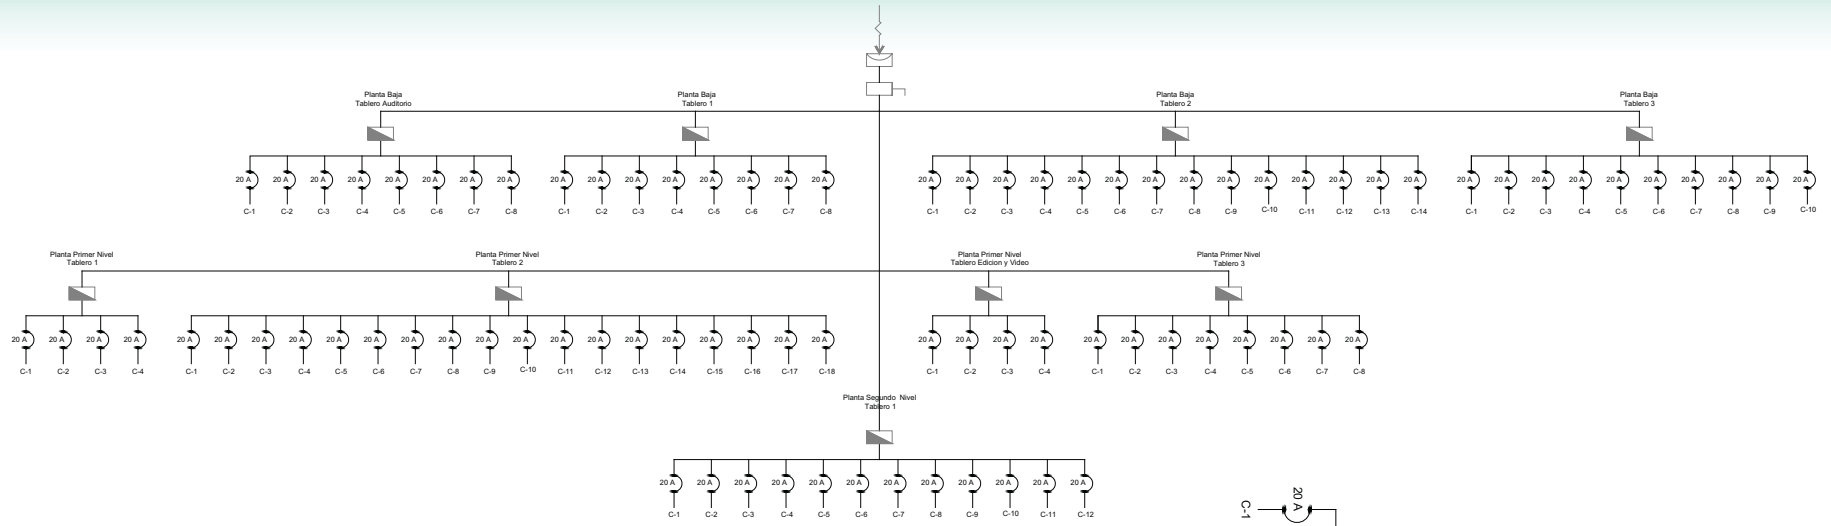 Planta Baja
Tablero Auditorio
Planta Baja
Tablero 1
Planta Baja
Tablero 2
Planta Baja
Tablero 3
20 A 20 A 20 A 20 A 20 A 20 A 20 A 20 A
C-1 C-2 C-3 C-4 C-5 C-6 C-7 C-8
20 A 20 A 20 A 20 A 20 A 20 A 20 A 20 A
C-1 C-2 C-3 C-4 C-5 C-6 C-7 C-8
20 A 20 A 20 A 20 A 20 A 20 A 20 A 20 A 20 A 20 A 20 A 20 A 20 A 20 A
C-1 C-2 C-3 C-4 C-5 C-6 C-7 C-8 C-9 C-10 C-11 C-12 C-13 C-14
20 A 20 A 20 A 20 A 20 A 20 A 20 A 20 A 20 A 20 A
C-1 C-2 C-3 C-4 C-5 C-6 C-7 C-8 C-9 C-10
Planta Primer Nivel
Tablero 1
Planta Primer Nivel
Tablero 2
Planta Primer Nivel
Tablero Edicion y Video
Planta Primer Nivel
Tablero 3
20 A 20 A 20 A 20 A
C-1 C-2 C-3 C-4
20 A 20 A 20 A 20 A 20 A 20 A 20 A 20 A 20 A 20 A 20 A 20 A 20 A 20 A 20 A 20 A 20 A 20 A
C-1 C-2 C-3 C-4 C-5 C-6 C-7 C-8 C-9 C-10 C-11 C-12 C-13 C-14 C-15 C-16 C-17 C-18
20 A 20 A 20 A 20 A
C-1 C-2 C-3 C-4
20 A 20 A 20 A 20 A 20 A 20 A 20 A 20 A
C-1 C-2 C-3 C-4 C-5 C-6 C-7 C-8
Planta Segundo Nivel
Tablero 1
20 A 20 A 20 A 20 A 20 A 20 A 20 A 20 A 20 A 20 A 20 A 20 A
C-1 C-2 C-3 C-4 C-5 C-6 C-7 C-8 C-9 C-10 C-11 C-12
20 A
C-1